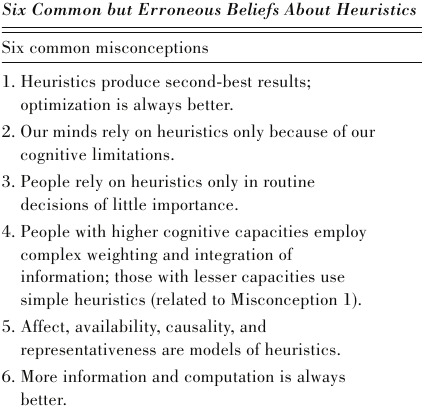 Six Common but Erroneous Beliefs About Heuristics
Six common misconceptions
1. Heuristics produce second-best results;
optimization is always better.
2. Our minds rely on heuristics only because of our
cognitive limitations.
3. People rely on heuristics only in routine
decisions of little importance.
4. People with higher cognitive capacities employ
complex weighting and integration of
information; those with lesser capacities use
simple heuristics (related to Misconception 1).
5. Affect, availability, causality, and
representativeness are models of heuristics.
6. More information and computation is always
better.